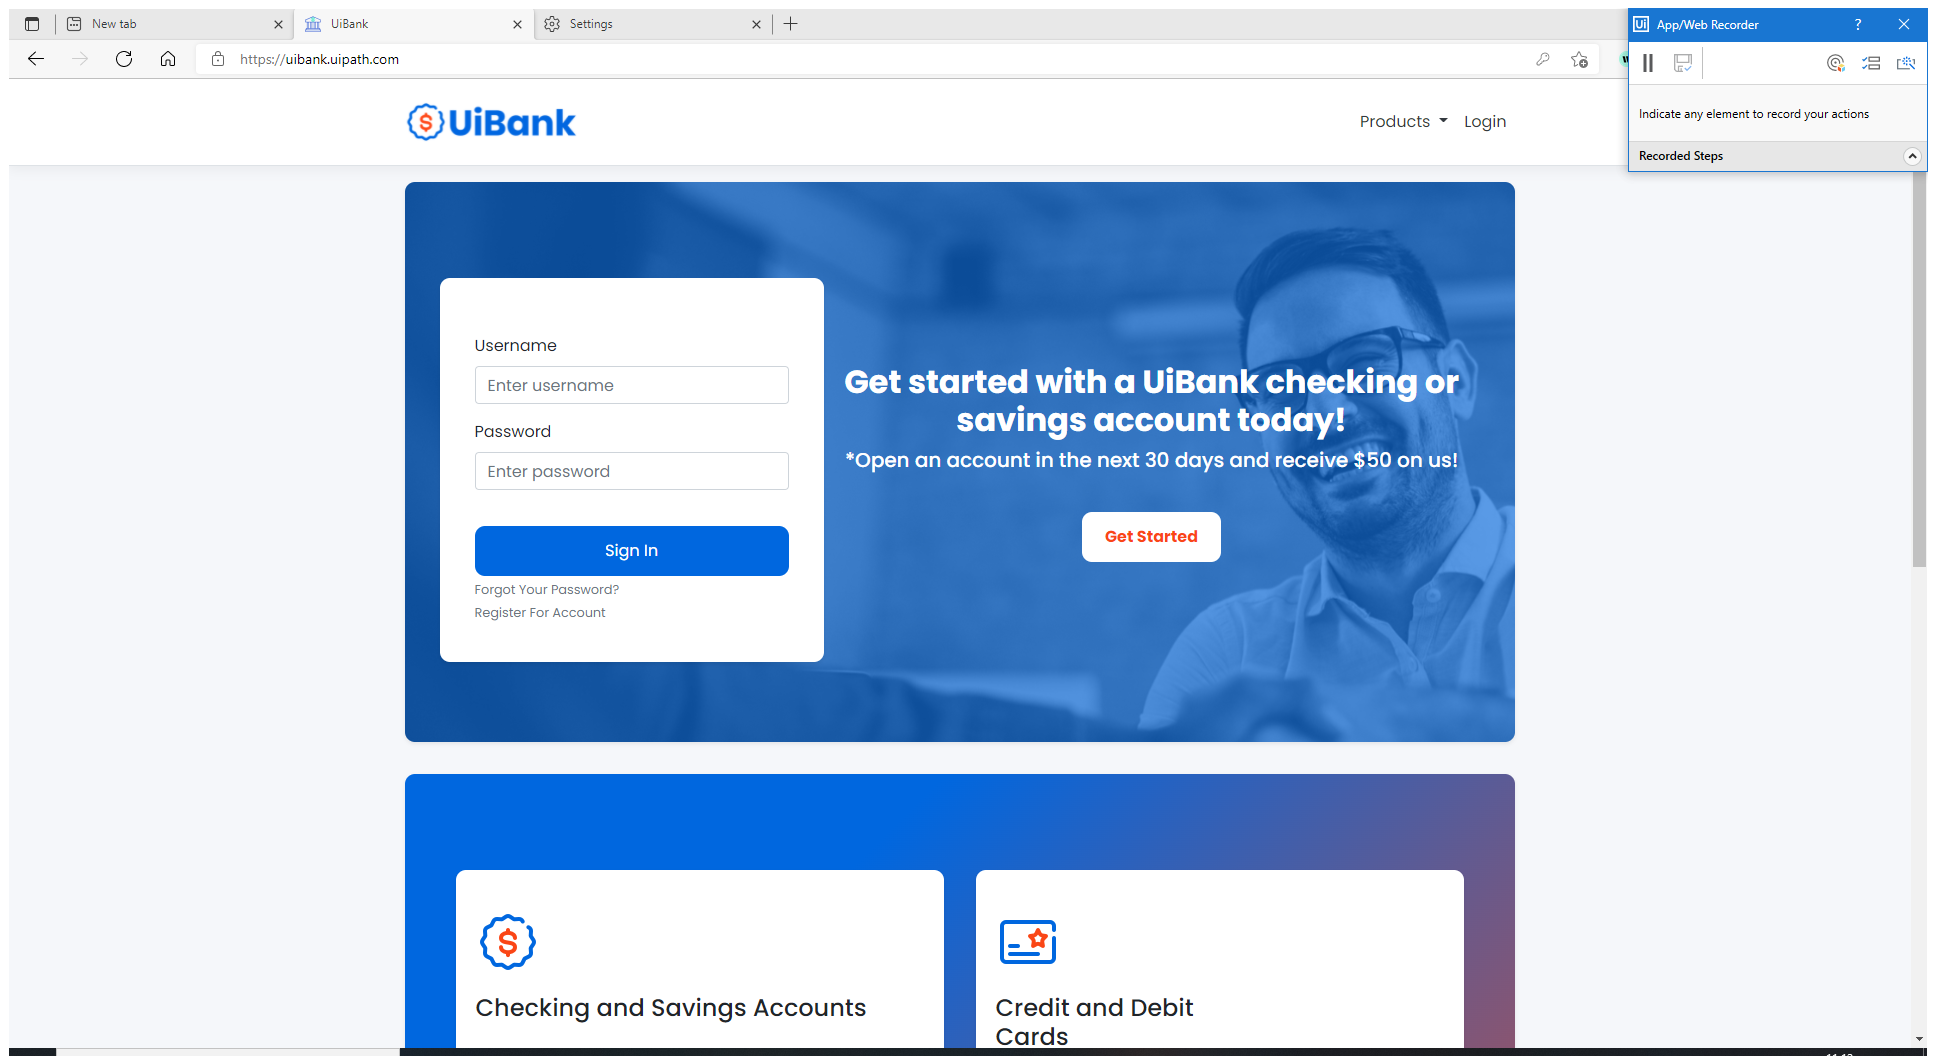 New tab
UiBank
Settings
Ui App/Web Recorder ?
https://uibank.uipath.com
Indicate any element to record your actions
Recorded Steps
$ UiBank
Products
Login
Username
Enter username
Password
Enter password
Sign In
Forgot Your Password?
Register For Account
Get started with a UiBank checking or
savings account today!
*Open an account in the next 30 days and receive $50 on us!
Get Started
$
Checking and Savings Accounts
Credit and Debit
Cards